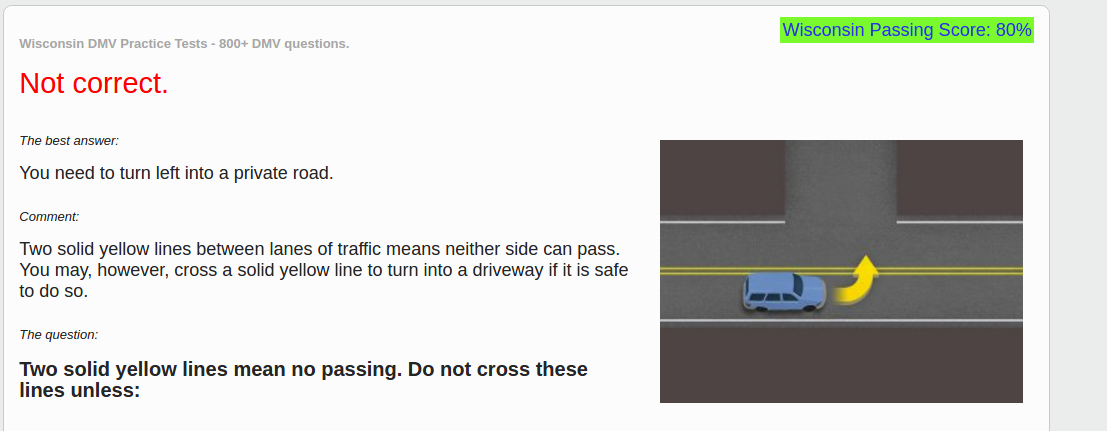 Wisconsin Passing Score: 80%
Wisconsin DMV Practice Tests - 800+ DMV questions.
Not correct.
The best answer:
You need to turn left into a private road.
Comment:
Two solid yellow lines between lanes of traffic means neither side can pass.
You may, however, cross a solid yellow line to turn into a driveway if it is safe
to do so.
The question:
Two solid yellow lines mean no passing. Do not cross these
lines unless: